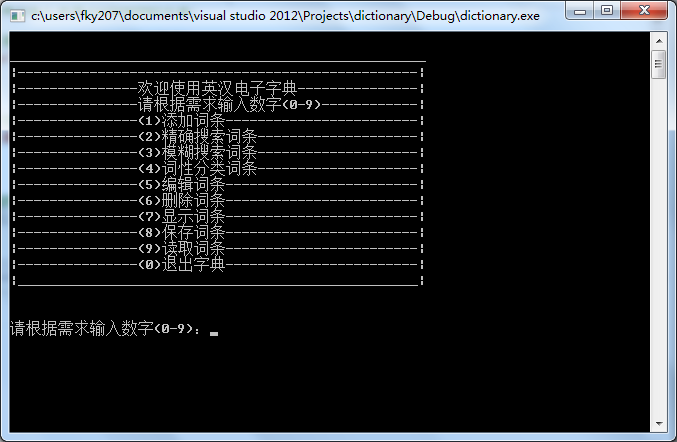 c:\users\fky207\documents\visual studio 2012\Projects\dictionary\Debug\dictionary.exe
欢迎使用英汉电子字典
请根据需求输入数字(0-9)
(1)添加词条
(2)精确搜索词条
(3)模糊搜索词条
(4)词性分类词条
(5)编辑词条
(6)删除词条
(7)显示词条
(8)保存词条
(9)读取词条
(0)退出字典
请根据需求输入数字(0-9):